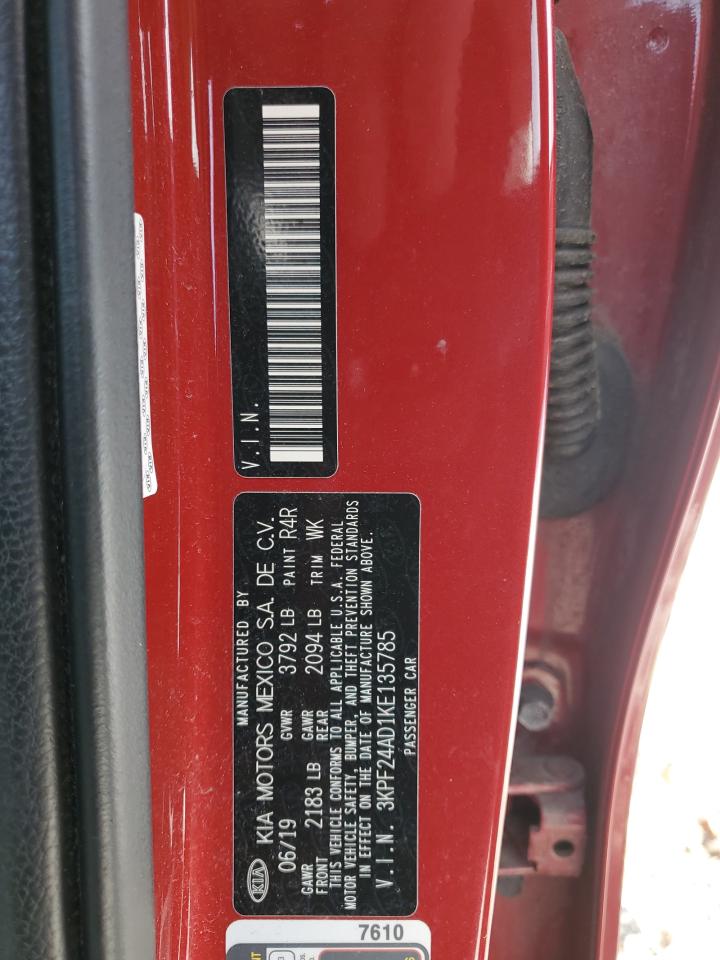 V.I.N.
KIA
MANUFACTURED BY
KIA MOTORS MEXICO S.A. DE C.V.
06/19 GVWR 3792 LB PAINT R4R
GAWR FRONT 2183 LB GAWR REAR 2094 LB TRIM WK
THIS VEHICLE CONFORMS TO ALL APPLICABLE U.S.A. FEDERAL
MOTOR VEHICLE SAFETY, BUMPER, AND THEFT PREVENTION STANDARDS
IN EFFECT ON THE DATE OF MANUFACTURE SHOWN ABOVE.
V.I.N. 3KPF24AD1KE135785
PASSENGER CAR
7610